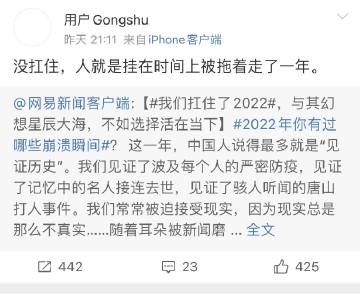 用户Gongshu
昨天 21:11 来自iPhone客户端
没扛住，人就是挂在时间上被拖着走了一年。
@网易新闻客户端:【#我们扛住了2022#，与其幻
想星辰大海，不如选择活在当下】#2022年你有过
哪些崩溃瞬间#？ 这一年，中国人说得最多就是“见
证历史”。我们见证了波及每个人的严密防疫，见
证了记忆中的名人接连去世，见证了骇人听闻的唐山
打人事件。我们常常被迫接受现实，因为现实总是
那么不真实……随着耳朵被新闻磨 ... 全文
442 23 425